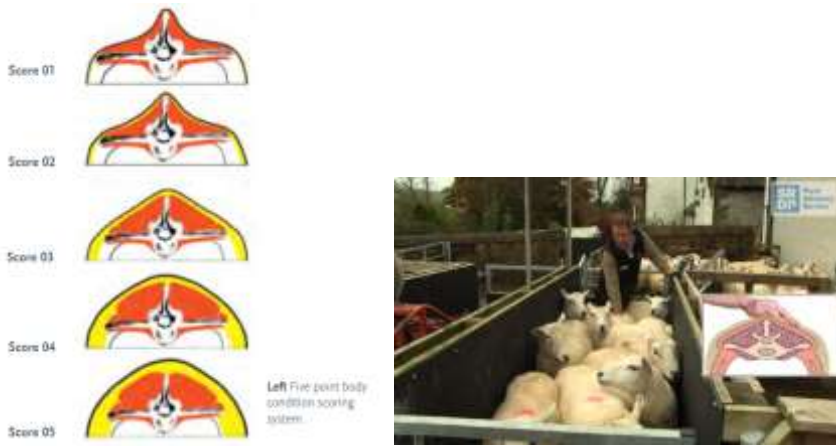 Score 01
Score 02
Score 03
Score 04
Score 05
Left Five point body
condition scoring
system